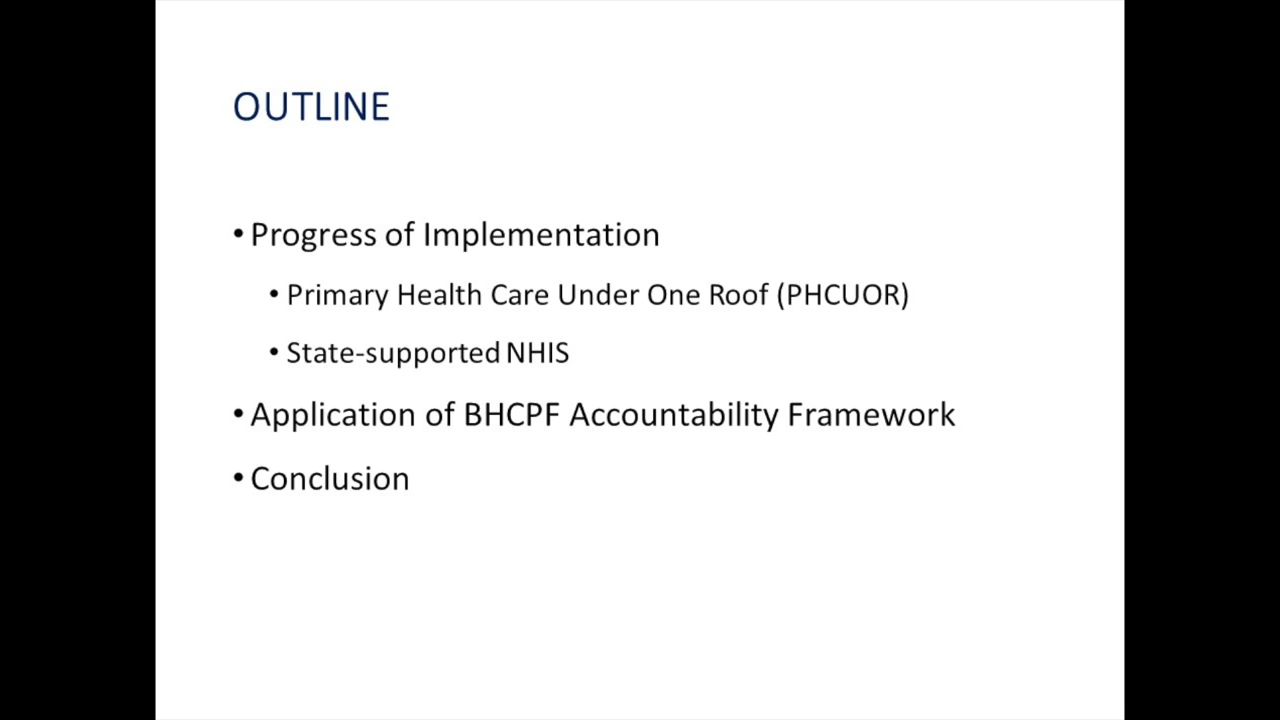 OUTLINE
• Progress of Implementation
• Primary Health Care Under One Roof (PHCUOR)
• State-supported NHIS
• Application of BHCPF Accountability Framework
• Conclusion